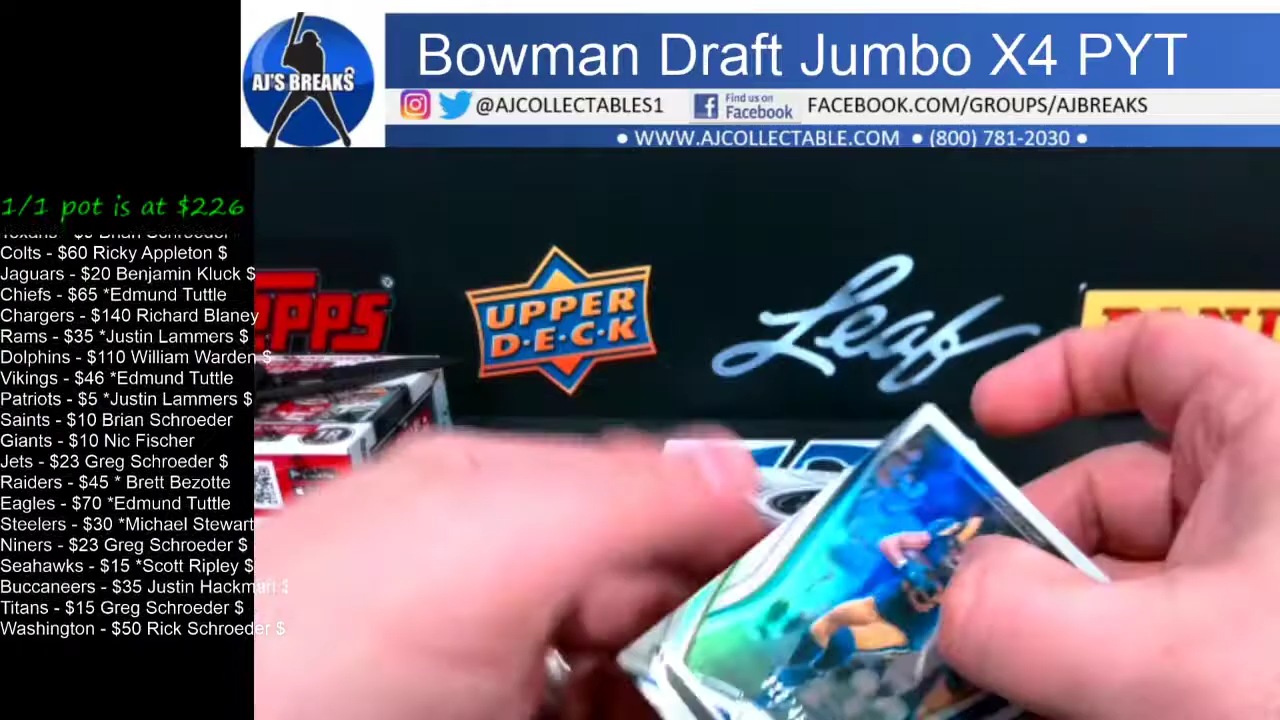 AJ'S BREAKS
Bowman Draft Jumbo X4 PYT
@AJCOLLECTABLES1 Find us on Facebook FACEBOOK.COM/GROUPS/AJBREAKS
• WWW.AJCOLLECTABLE.COM • (800) 781-2030 •
1/1 pot is at $226
Colts - $60 Ricky Appleton $
Jaguars - $20 Benjamin Kluck $
Chiefs - $65 *Edmund Tuttle
Chargers - $140 Richard Blaney
Rams - $35 *Justin Lammers $
Dolphins - $110 William Warden $
Vikings - $46 *Edmund Tuttle
Patriots - $5 *Justin Lammers $
Saints - $10 Brian Schroeder
Giants - $10 Nic Fischer
Jets - $23 Greg Schroeder $
Raiders - $45 * Brett Bezotte
Eagles - $70 *Edmund Tuttle
Steelers - $30 *Michael Stewart
Niners - $23 Greg Schroeder $
Seahawks - $15 *Scott Ripley $
Buccaneers - $35 Justin Hackman $
Titans - $15 Greg Schroeder $
Washington - $50 Rick Schroeder $
UPPER
D·E·C·K
Leaf